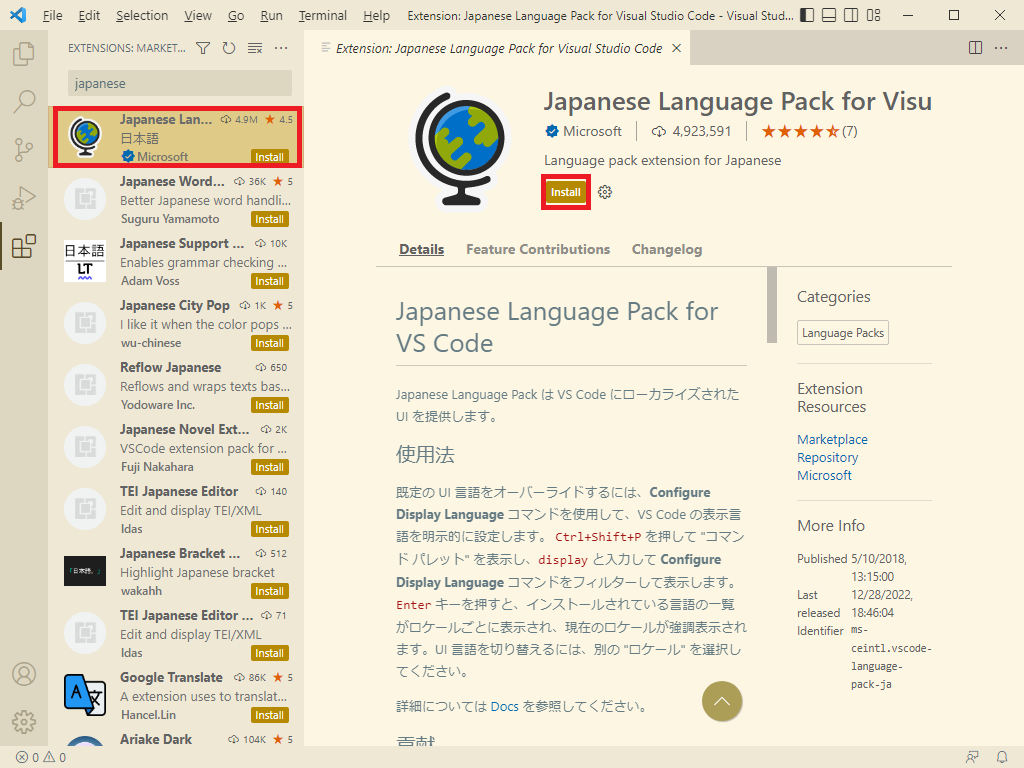 File Edit Selection View Go Run Terminal Help Extension: Japanese Language Pack for Visual Studio Code - Visual Stud...
EXTENSIONS: MARKET...
japanese
Japanese Lan... 4.9M 4.5
日本語
Microsoft Install
Japanese Word... 36K 5
Better Japanese word handli...
Suguru Yamamoto Install
日本語
LT
Japanese Support ... 10K
Enables grammar checking ...
Adam Voss Install
Japanese City Pop 1K 5
I like it when the color pops ...
wu-chinese Install
Reflow Japanese 650
Reflows and wraps texts bas...
Yodoware Inc. Install
Japanese Novel Ext... 2K
VSCode extension pack for ...
Fuji Nakahara Install
TEI Japanese Editor 140
Edit and display TEI/XML
ldas Install
「日本語。」
Japanese Bracket ... 512
Highlight Japanese bracket
wakahh Install
TEI Japanese Editor ... 71
Edit and display TEI/XML
ldas Install
A 文
Google Translate 86K 5
A extension uses to translat...
Hancel.Lin Install
Ariake Dark 104K 5
Extension: Japanese Language Pack for Visual Studio Code
Japanese Language Pack for Visu
Microsoft 4,923,591 (7)
Language pack extension for Japanese
Install
Details Feature Contributions Changelog
Japanese Language Pack for
VS Code
Japanese Language Pack は VS Code にローカライズされた
UI を提供します。
使用法
既定の UI 言語をオーバーライドするには、Configure
Display Language コマンドを使用して、VS Code の表示言
語を明示的に設定します。 Ctrl+Shift+P を押して "コマン
ド パレット" を表示し、display と入力して Configure
Display Language コマンドをフィルターして表示します。
Enter キーを押すと、インストールされている言語の一覧
がロケールごとに表示され、現在のロケールが強調表示されま
す。UI 言語を切り替えるには、別の "ロケール" を選択し
てください。
詳細については Docs を参照してください。
貢献
Categories
Language Packs
Extension
Resources
Marketplace
Repository
Microsoft
More Info
Published 5/10/2018,
13:15:00
Last 12/28/2022,
released 18:46:04
Identifier ms-
ceintl.vscode-
language-
pack-ja
0 0